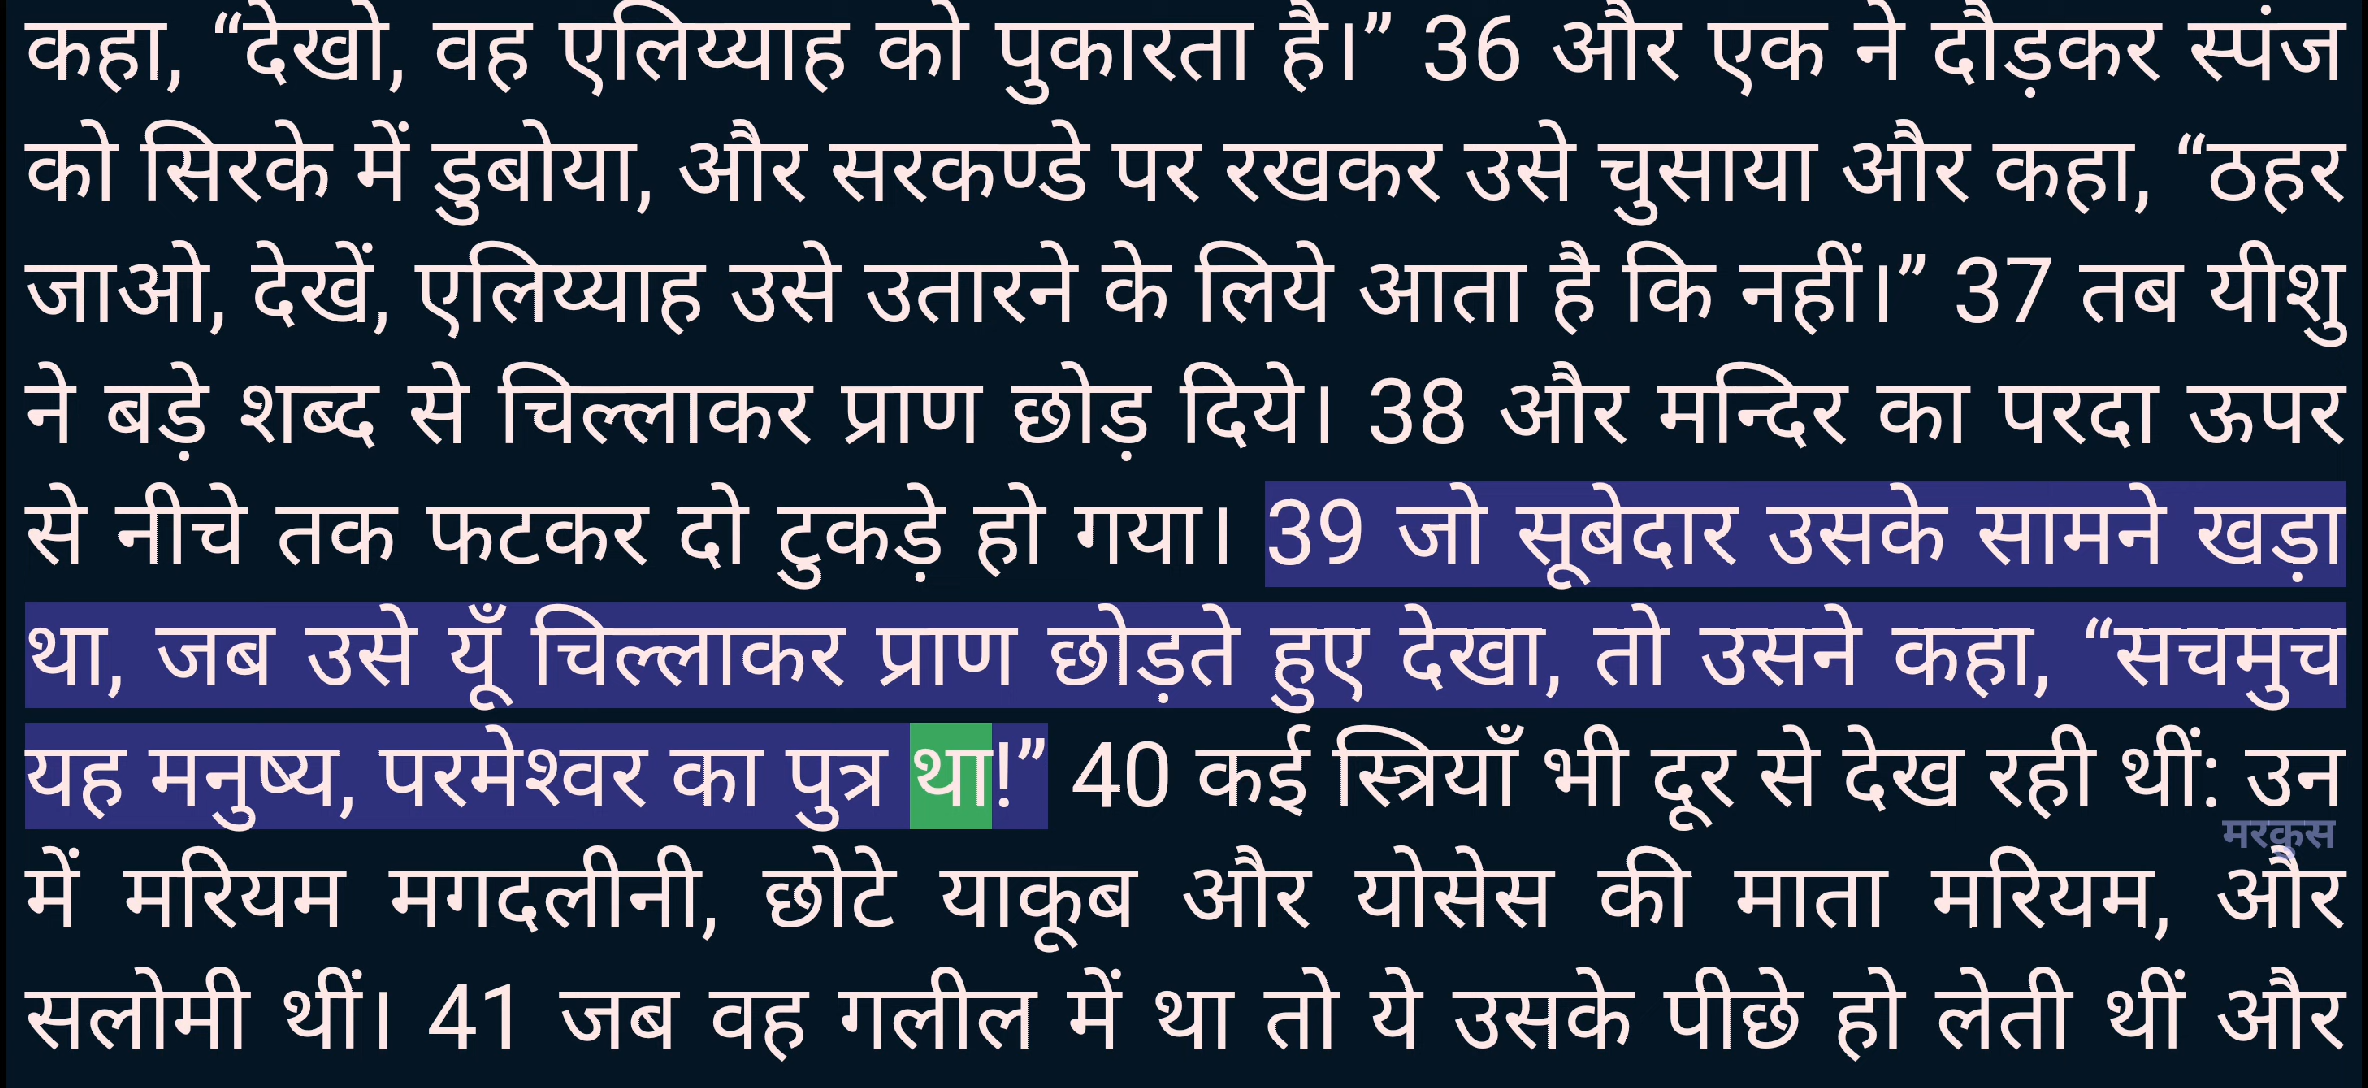 कहा, “देखो, वह एलिय्याह को पुकारता है।” 36 और एक ने दौड़कर स्पंज
को सिरके में डुबोया, और सरकण्डे पर रखकर उसे चुसाया और कहा, “ठहर
जाओ, देखें, एलिय्याह उसे उतारने के लिये आता है कि नहीं।” 37 तब यीशु
ने बड़े शब्द से चिल्लाकर प्राण छोड़ दिये। 38 और मन्दिर का परदा ऊपर
से नीचे तक फटकर दो टुकड़े हो गया। 39 जो सूबेदार उसके सामने खड़ा
था, जब उसे यूँ चिल्लाकर प्राण छोड़ते हुए देखा, तो उसने कहा, “सचमुच
यह मनुष्य, परमेश्वर का पुत्र था!” 40 कई स्त्रियाँ भी दूर से देख रही थीं: उन
मरकुस
में मरियम मगदलीनी, छोटे याकूब और योसेस की माता मरियम, और
सलोमी थीं। 41 जब वह गलील में था तो ये उसके पीछे हो लेती थीं और